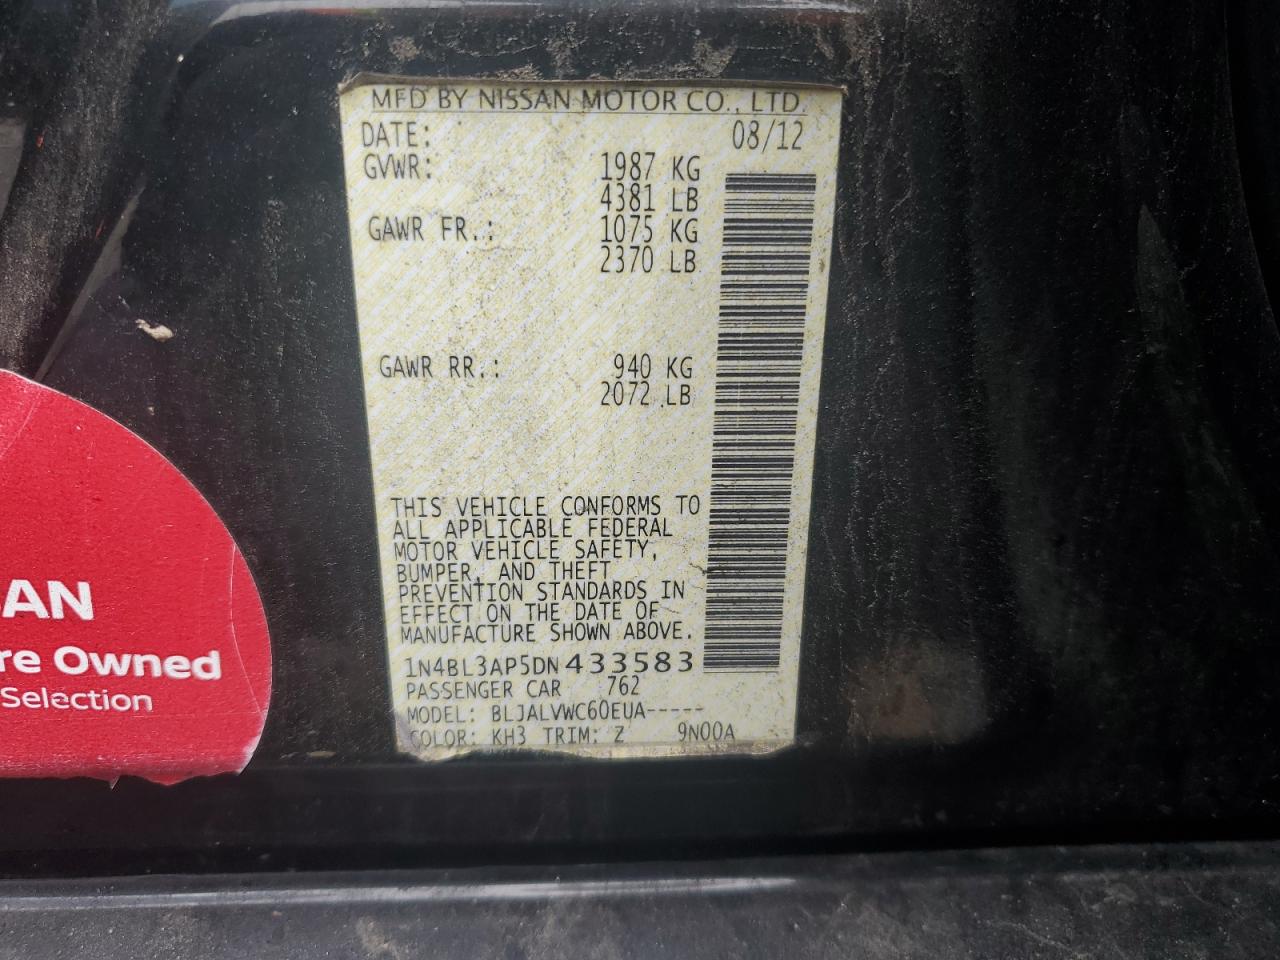 MFD BY NISSAN MOTOR CO., LTD.
DATE: 08/12
GVWR: 1987 KG
4381 LB
GAWR FR.: 1075 KG
2370 LB
GAWR RR.: 940 KG
2072 LB
THIS VEHICLE CONFORMS TO
ALL APPLICABLE FEDERAL
MOTOR VEHICLE SAFETY,
BUMPER, AND THEFT
PREVENTION STANDARDS IN
EFFECT ON THE DATE OF
MANUFACTURE SHOWN ABOVE.
1N4BL3AP5DN433583
PASSENGER CAR 762
MODEL: BLJALVWC60EUA-----
COLOR: KH3 TRIM: Z 9N00A
SAN
re Owned
Selection